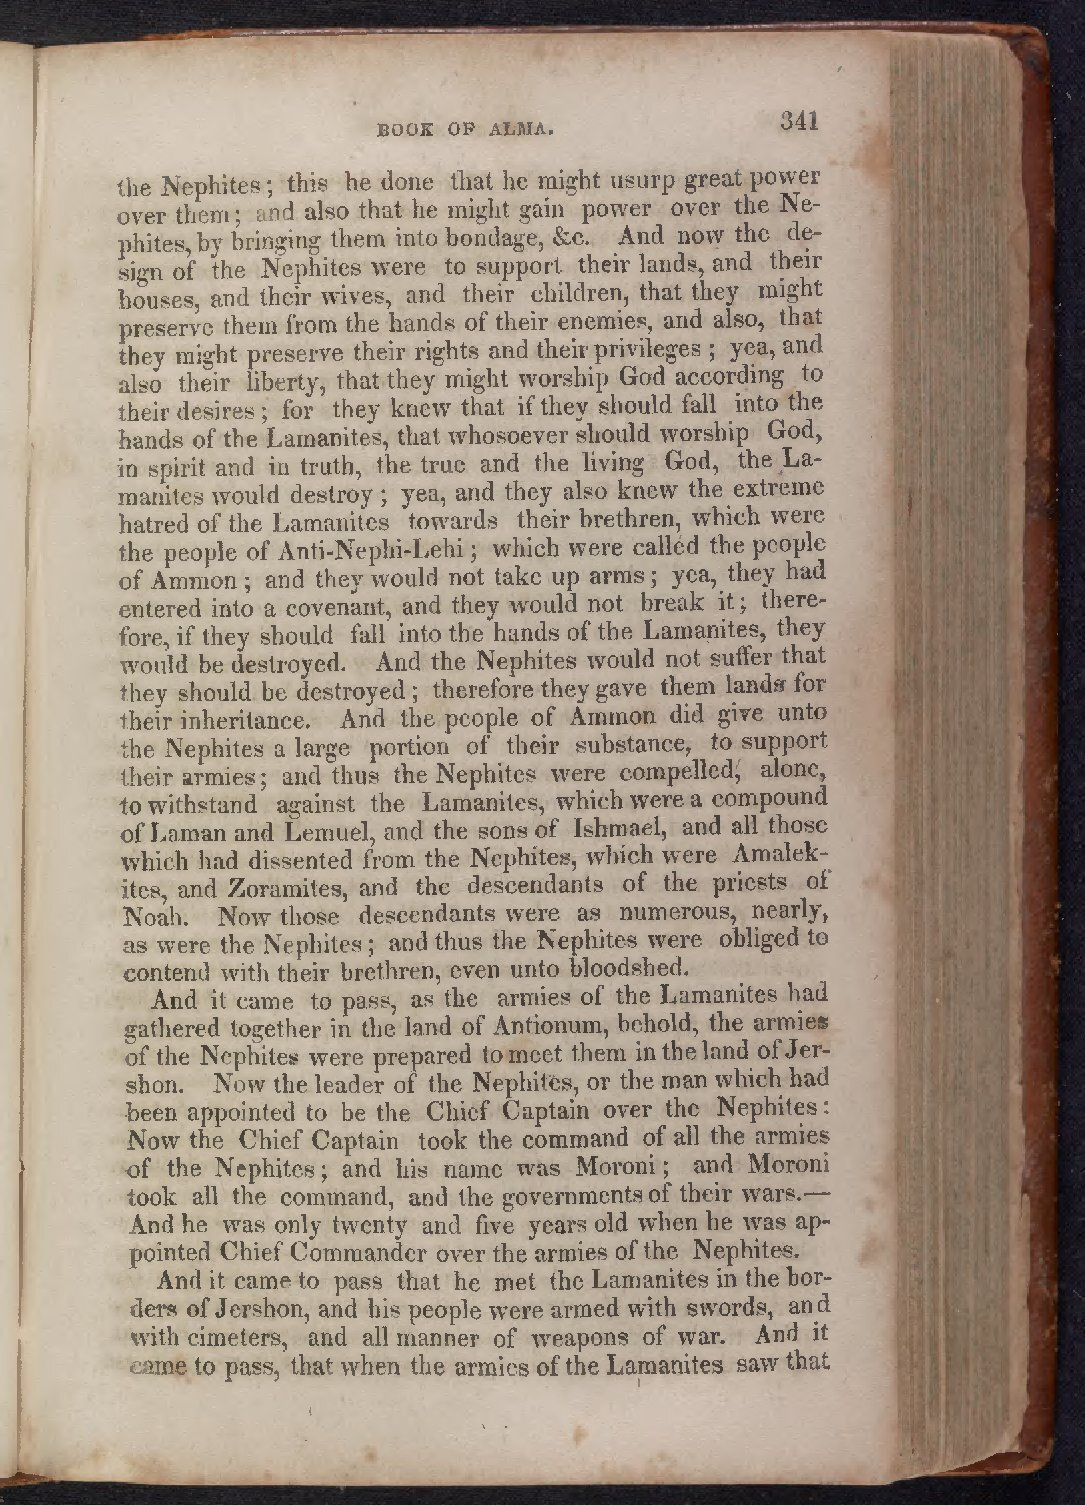 BOOK OF ALMA. 341
the Nephites; this he done that he might usurp great power
over them; and also that he might gain power over the Ne-
phites, by bringing them into bondage, &c. And now the de-
sign of the Nephites were to support their lands, and their
houses, and their wives, and their children, that they might
preserve them from the hands of their enemies, and also, that
they might preserve their rights and their privileges; yea, and
also their liberty, that they might worship God according to
their desires; for they knew that if they should fall into the
hands of the Lamanites, that whosoever should worship God,
in spirit and in truth, the true and the living God, the La-
manites would destroy; yea, and they also knew the extreme
hatred of the Lamanites towards their brethren, which were
the people of Anti-Nephi-Lehi; which were called the people
of Ammon; and they would not take up arms; yea, they had
entered into a covenant, and they would not break it; there-
fore, if they should fall into the hands of the Lamanites, they
would be destroyed. And the Nephites would not suffer that
they should be destroyed; therefore they gave them lands for
their inheritance. And the people of Ammon did give unto
the Nephites a large portion of their substance, to support
their armies; and thus the Nephites were compelled, alone,
to withstand against the Lamanites, which were a compound
of Laman and Lemuel, and the sons of Ishmael, and all those
which had dissented from the Nephites, which were Amalek-
ites, and Zoramites, and the descendants of the priests of
Noah. Now those descendants were as numerous, nearly,
as were the Nephites; and thus the Nephites were obliged to
contend with their brethren, even unto bloodshed.
And it came to pass, as the armies of the Lamanites had
gathered together in the land of Antionum, behold, the armies
of the Nephites were prepared to meet them in the land of Jer-
shon. Now the leader of the Nephites, or the man which had
been appointed to be the Chief Captain over the Nephites:
Now the Chief Captain took the command of all the armies
of the Nephites; and his name was Moroni; and Moroni
took all the command, and the governments of their wars.—
And he was only twenty and five years old when he was ap-
pointed Chief Commander over the armies of the Nephites.
And it came to pass that he met the Lamanites in the bor-
ders of Jershon, and his people were armed with swords, and
with cimeters, and all manner of weapons of war. And it
came to pass, that when the armies of the Lamanites saw that